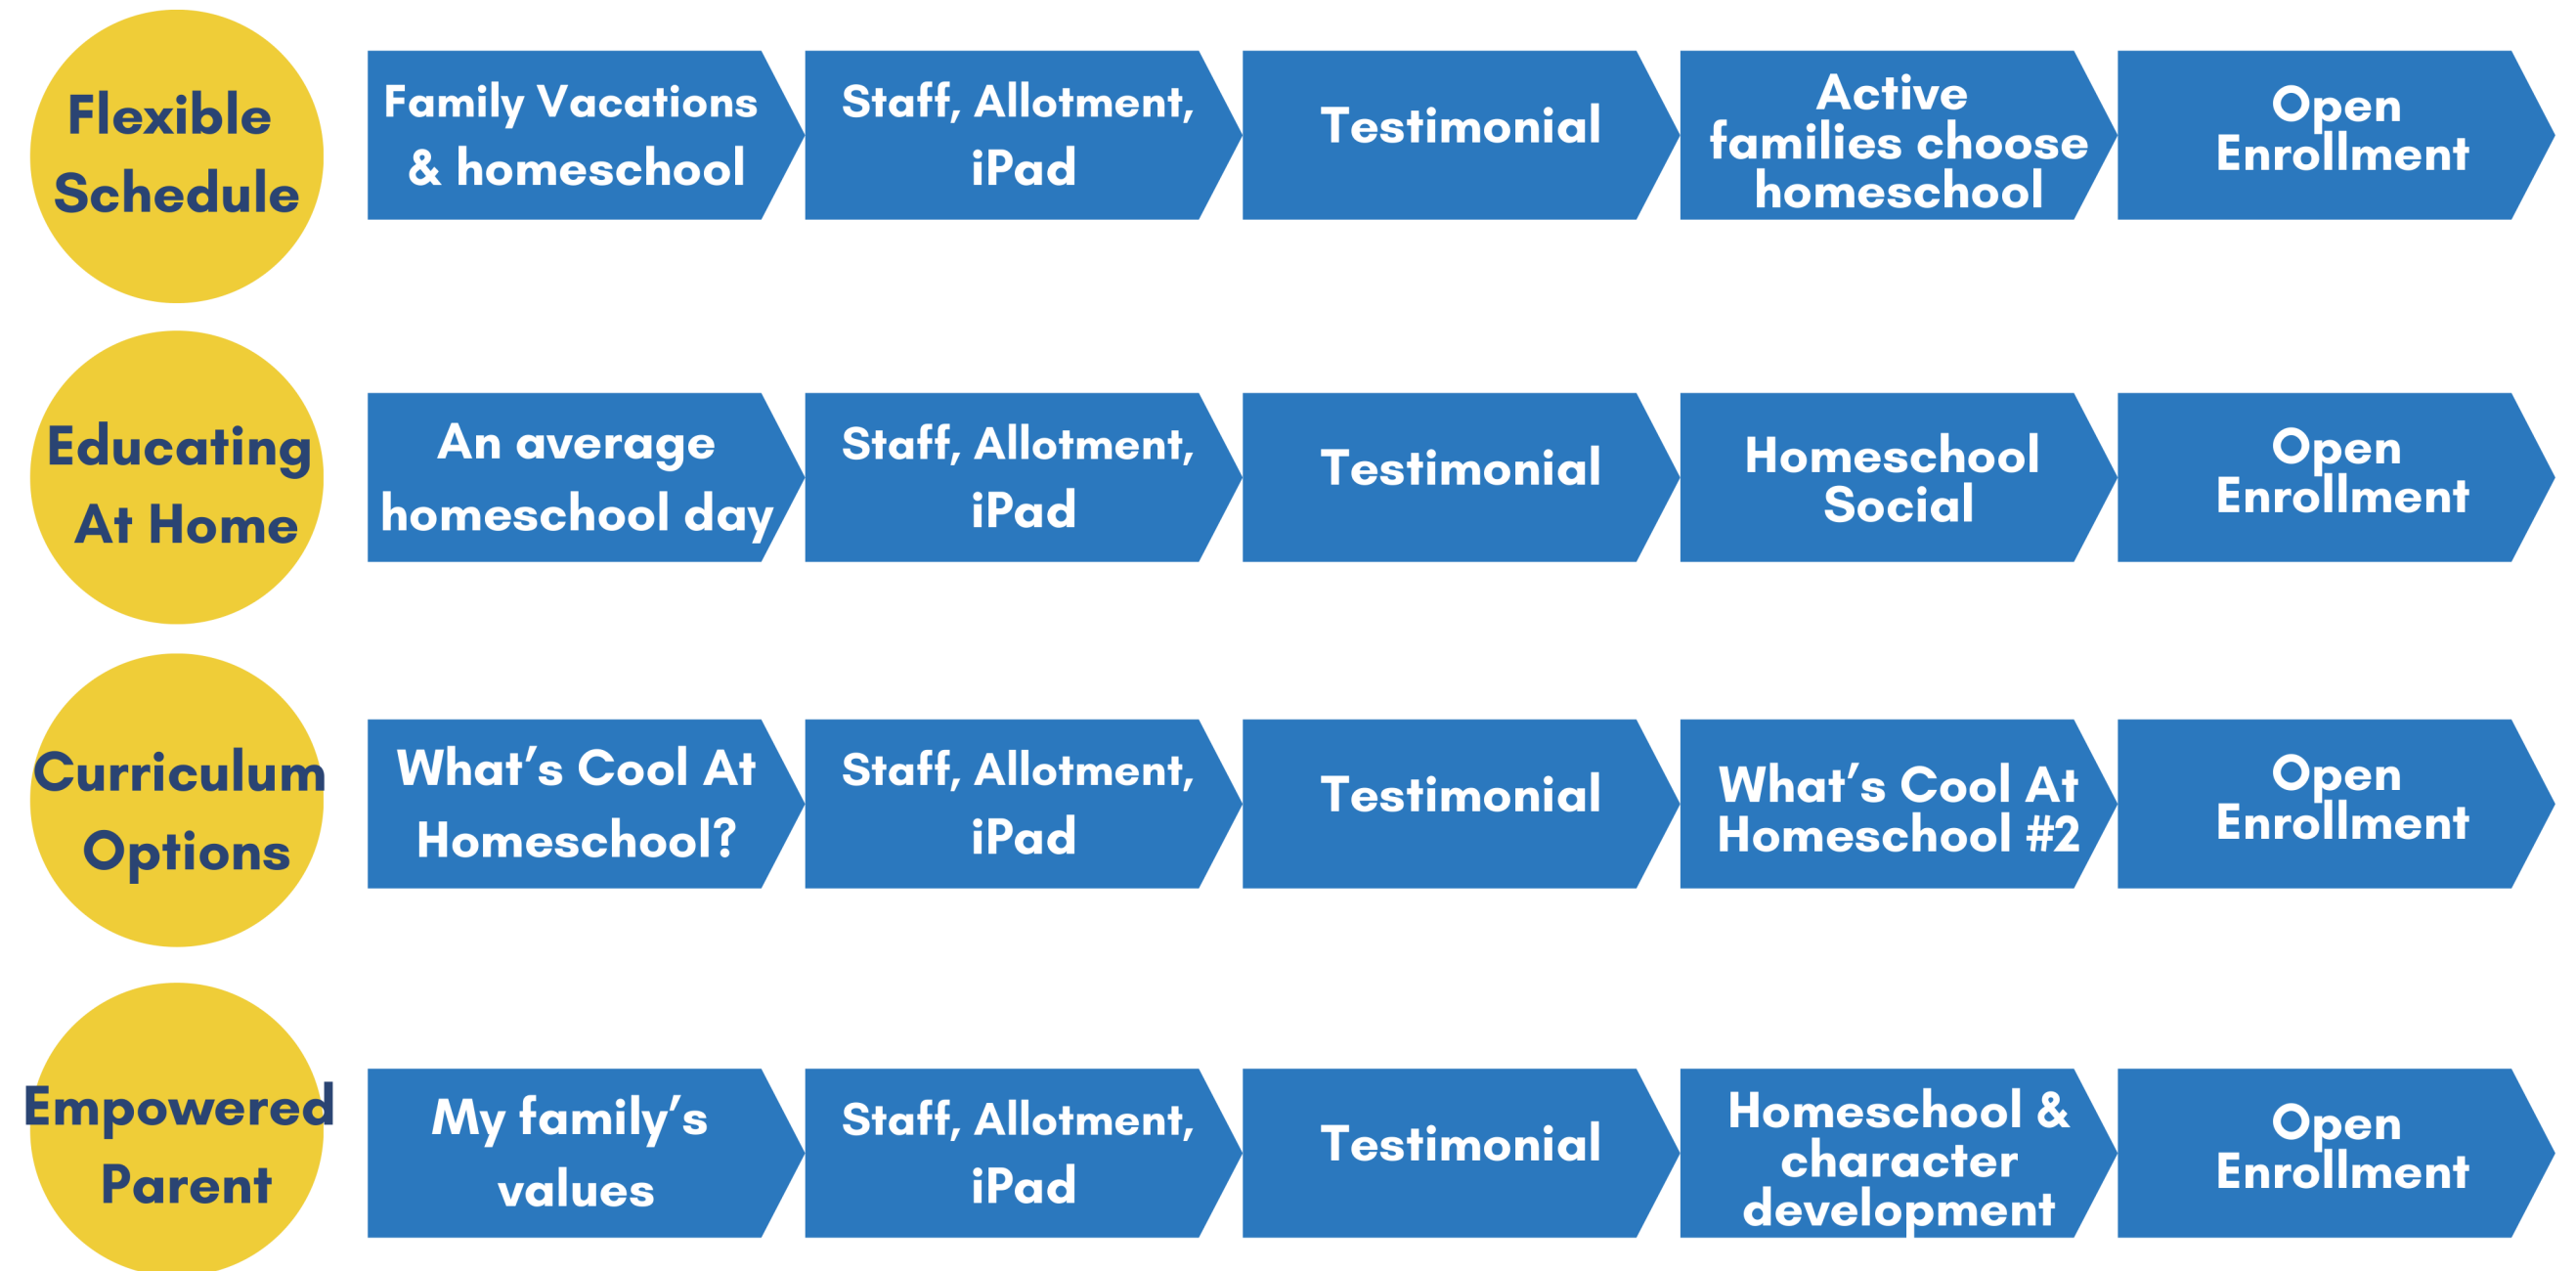 Flexible
Schedule
Family Vacations
& homeschool
Staff, Allotment,
iPad
Testimonial
Active
families choose
homeschool
Open
Enrollment
Educating
At Home
An average
homeschool day
Staff, Allotment,
iPad
Testimonial
Homeschool
Social
Open
Enrollment
Curriculum
Options
What’s Cool At
Homeschool?
Staff, Allotment,
iPad
Testimonial
What’s Cool At
Homeschool #2
Open
Enrollment
Empowered
Parent
My family’s
values
Staff, Allotment,
iPad
Testimonial
Homeschool &
character
development
Open
Enrollment